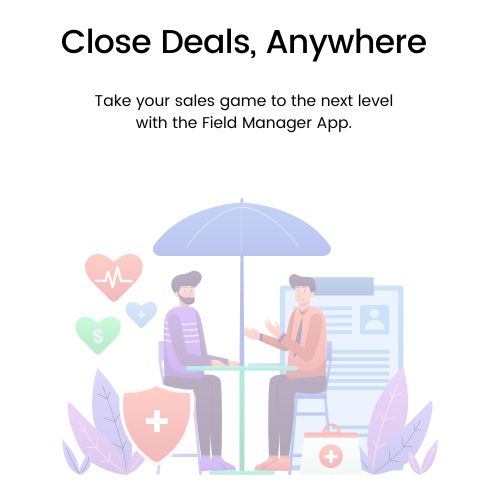 Close Deals, Anywhere
Take your sales game to the next level
with the Field Manager App.
$